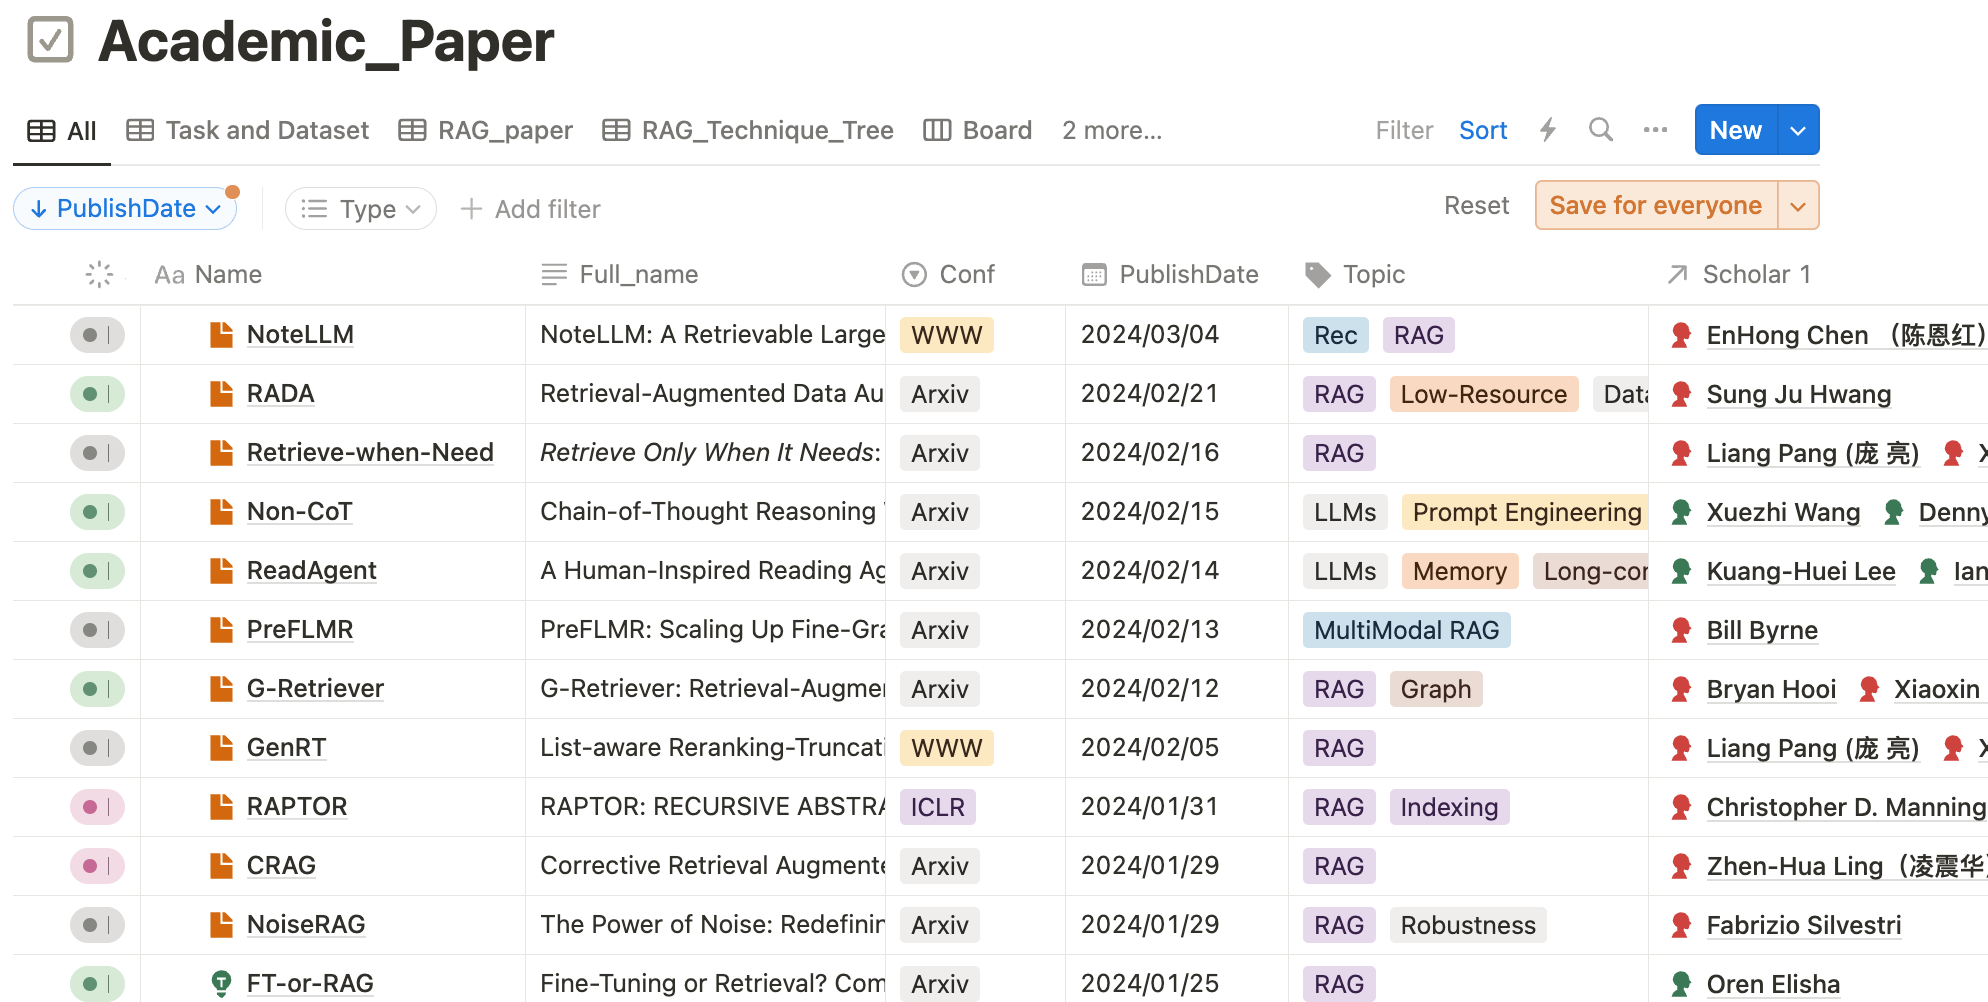 Academic_Paper
All Task and Dataset RAG_paper RAG_Technique_Tree Board 2 more... Filter Sort New
PublishDate Type Add filter Reset Save for everyone
Aa Name Full_name Conf PublishDate Topic Scholar 1
NoteLLM NoteLLM: A Retrievable Large WWW 2024/03/04 Rec RAG EnHong Chen （陈恩红）
RADA Retrieval-Augmented Data Au Arxiv 2024/02/21 RAG Low-Resource Data Sung Ju Hwang
Retrieve-when-Need Retrieve Only When It Needs: Arxiv 2024/02/16 RAG Liang Pang (庞 亮) X
Non-CoT Chain-of-Thought Reasoning Arxiv 2024/02/15 LLMs Prompt Engineering Xuezhi Wang Denny
ReadAgent A Human-Inspired Reading Ag Arxiv 2024/02/14 LLMs Memory Long-con Kuang-Huei Lee Ian
PreFLMR PreFLMR: Scaling Up Fine-Gra Arxiv 2024/02/13 MultiModal RAG Bill Byrne
G-Retriever G-Retriever: Retrieval-Augmen Arxiv 2024/02/12 RAG Graph Bryan Hooi Xiaoxin
GenRT List-aware Reranking-Truncati WWW 2024/02/05 RAG Liang Pang (庞 亮) X
RAPTOR RAPTOR: RECURSIVE ABSTRA ICLR 2024/01/31 RAG Indexing Christopher D. Manning
CRAG Corrective Retrieval Augmente Arxiv 2024/01/29 RAG Zhen-Hua Ling（凌震华）
NoiseRAG The Power of Noise: Redefinin Arxiv 2024/01/29 RAG Robustness Fabrizio Silvestri
FT-or-RAG Fine-Tuning or Retrieval? Com Arxiv 2024/01/25 RAG Oren Elisha